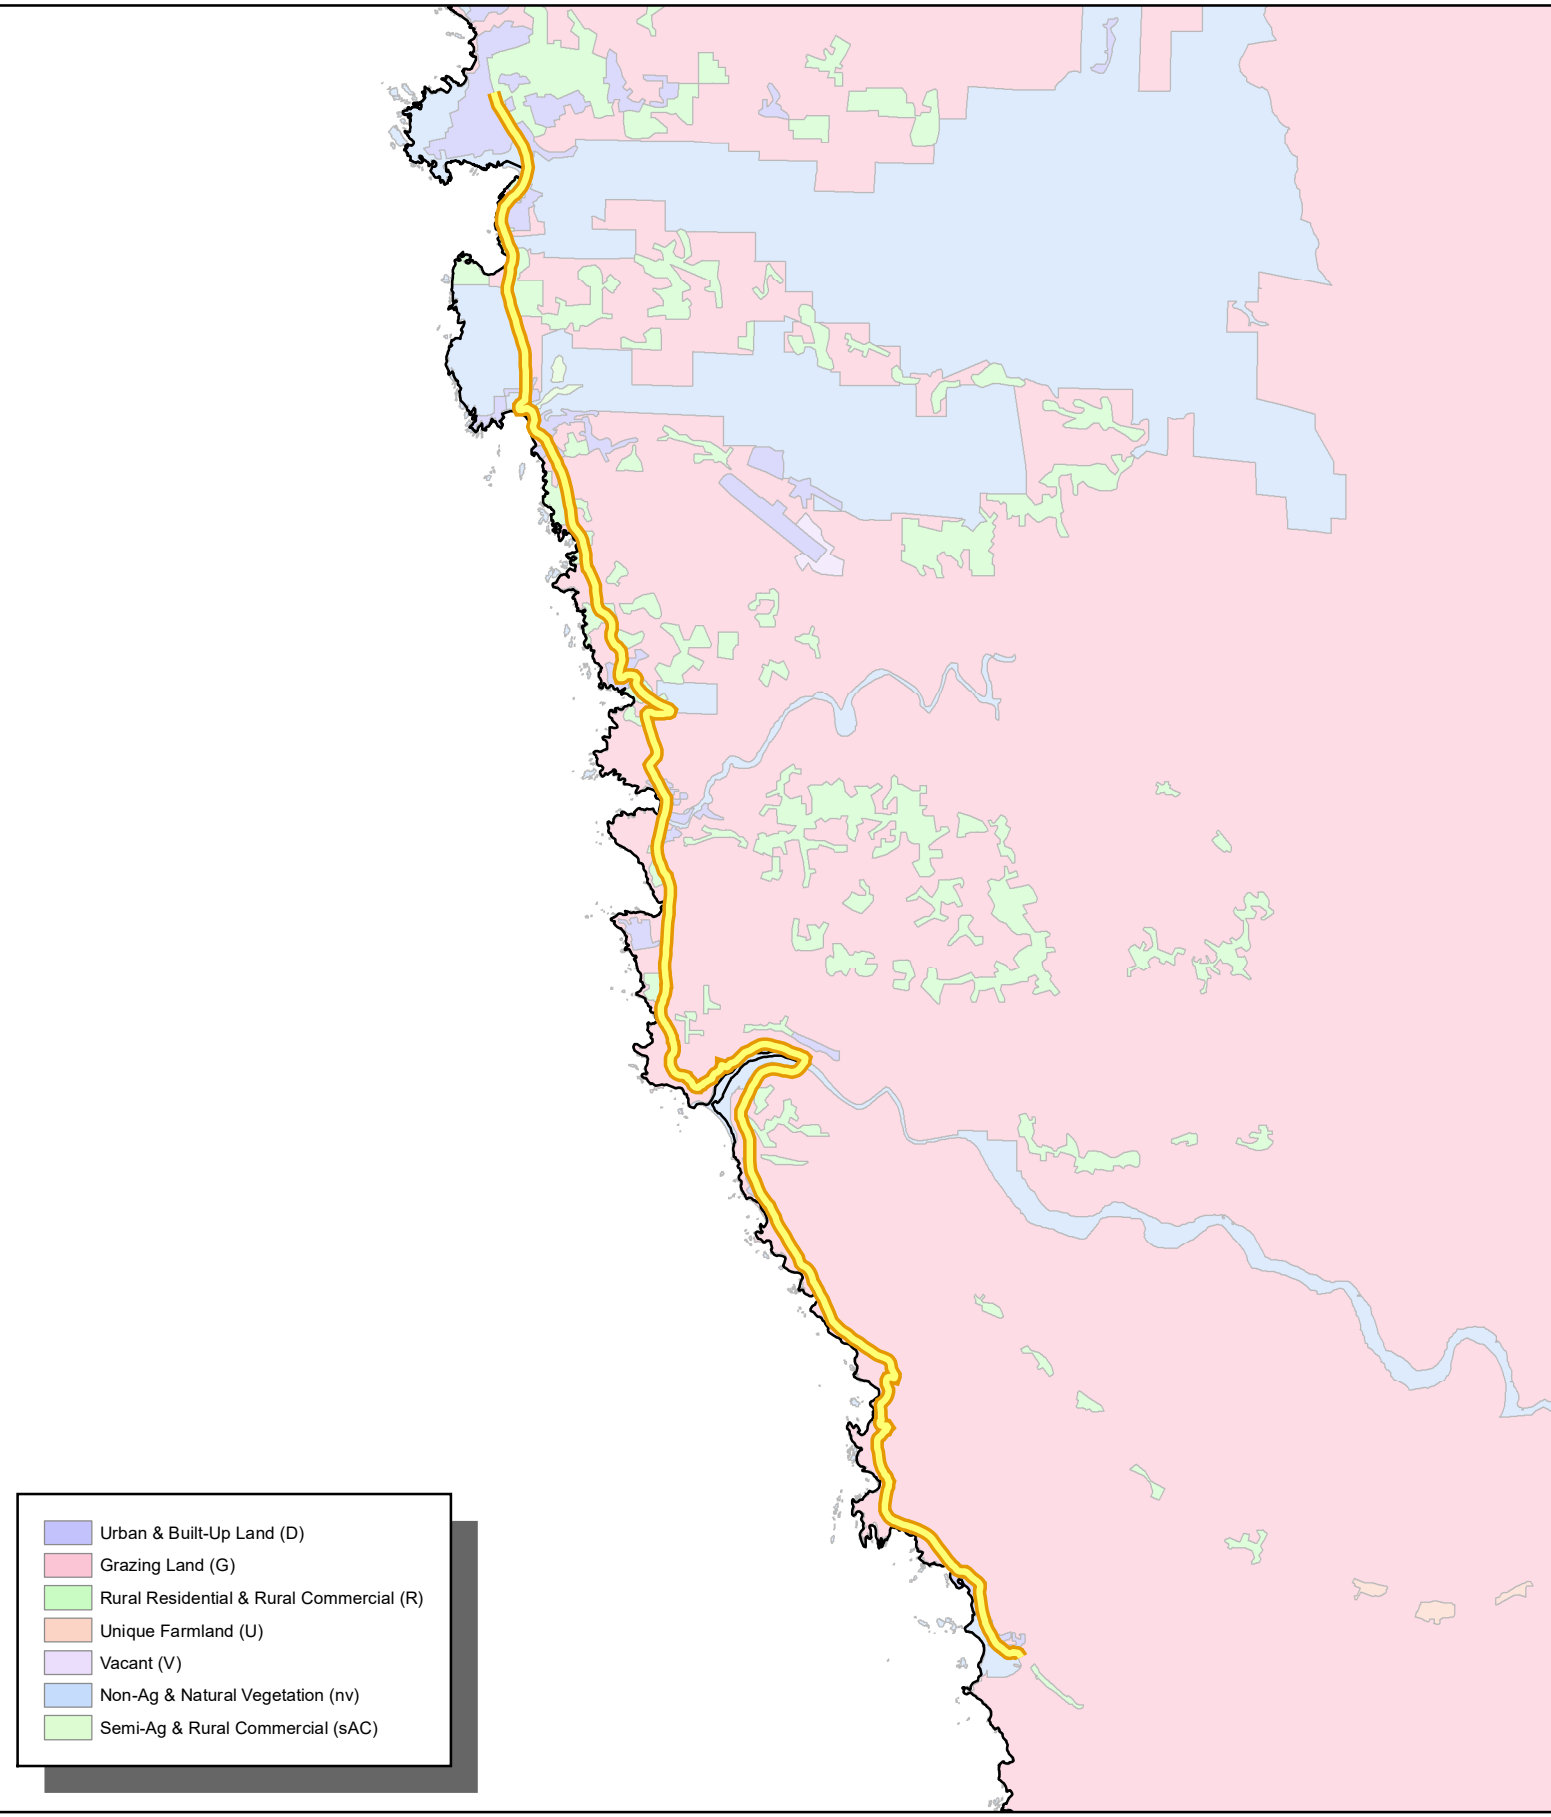 Urban & Built-Up Land (D)
Grazing Land (G)
Rural Residential & Rural Commercial (R)
Unique Farmland (U)
Vacant (V)
Non-Ag & Natural Vegetation (nv)
Semi-Ag & Rural Commercial (sAC)